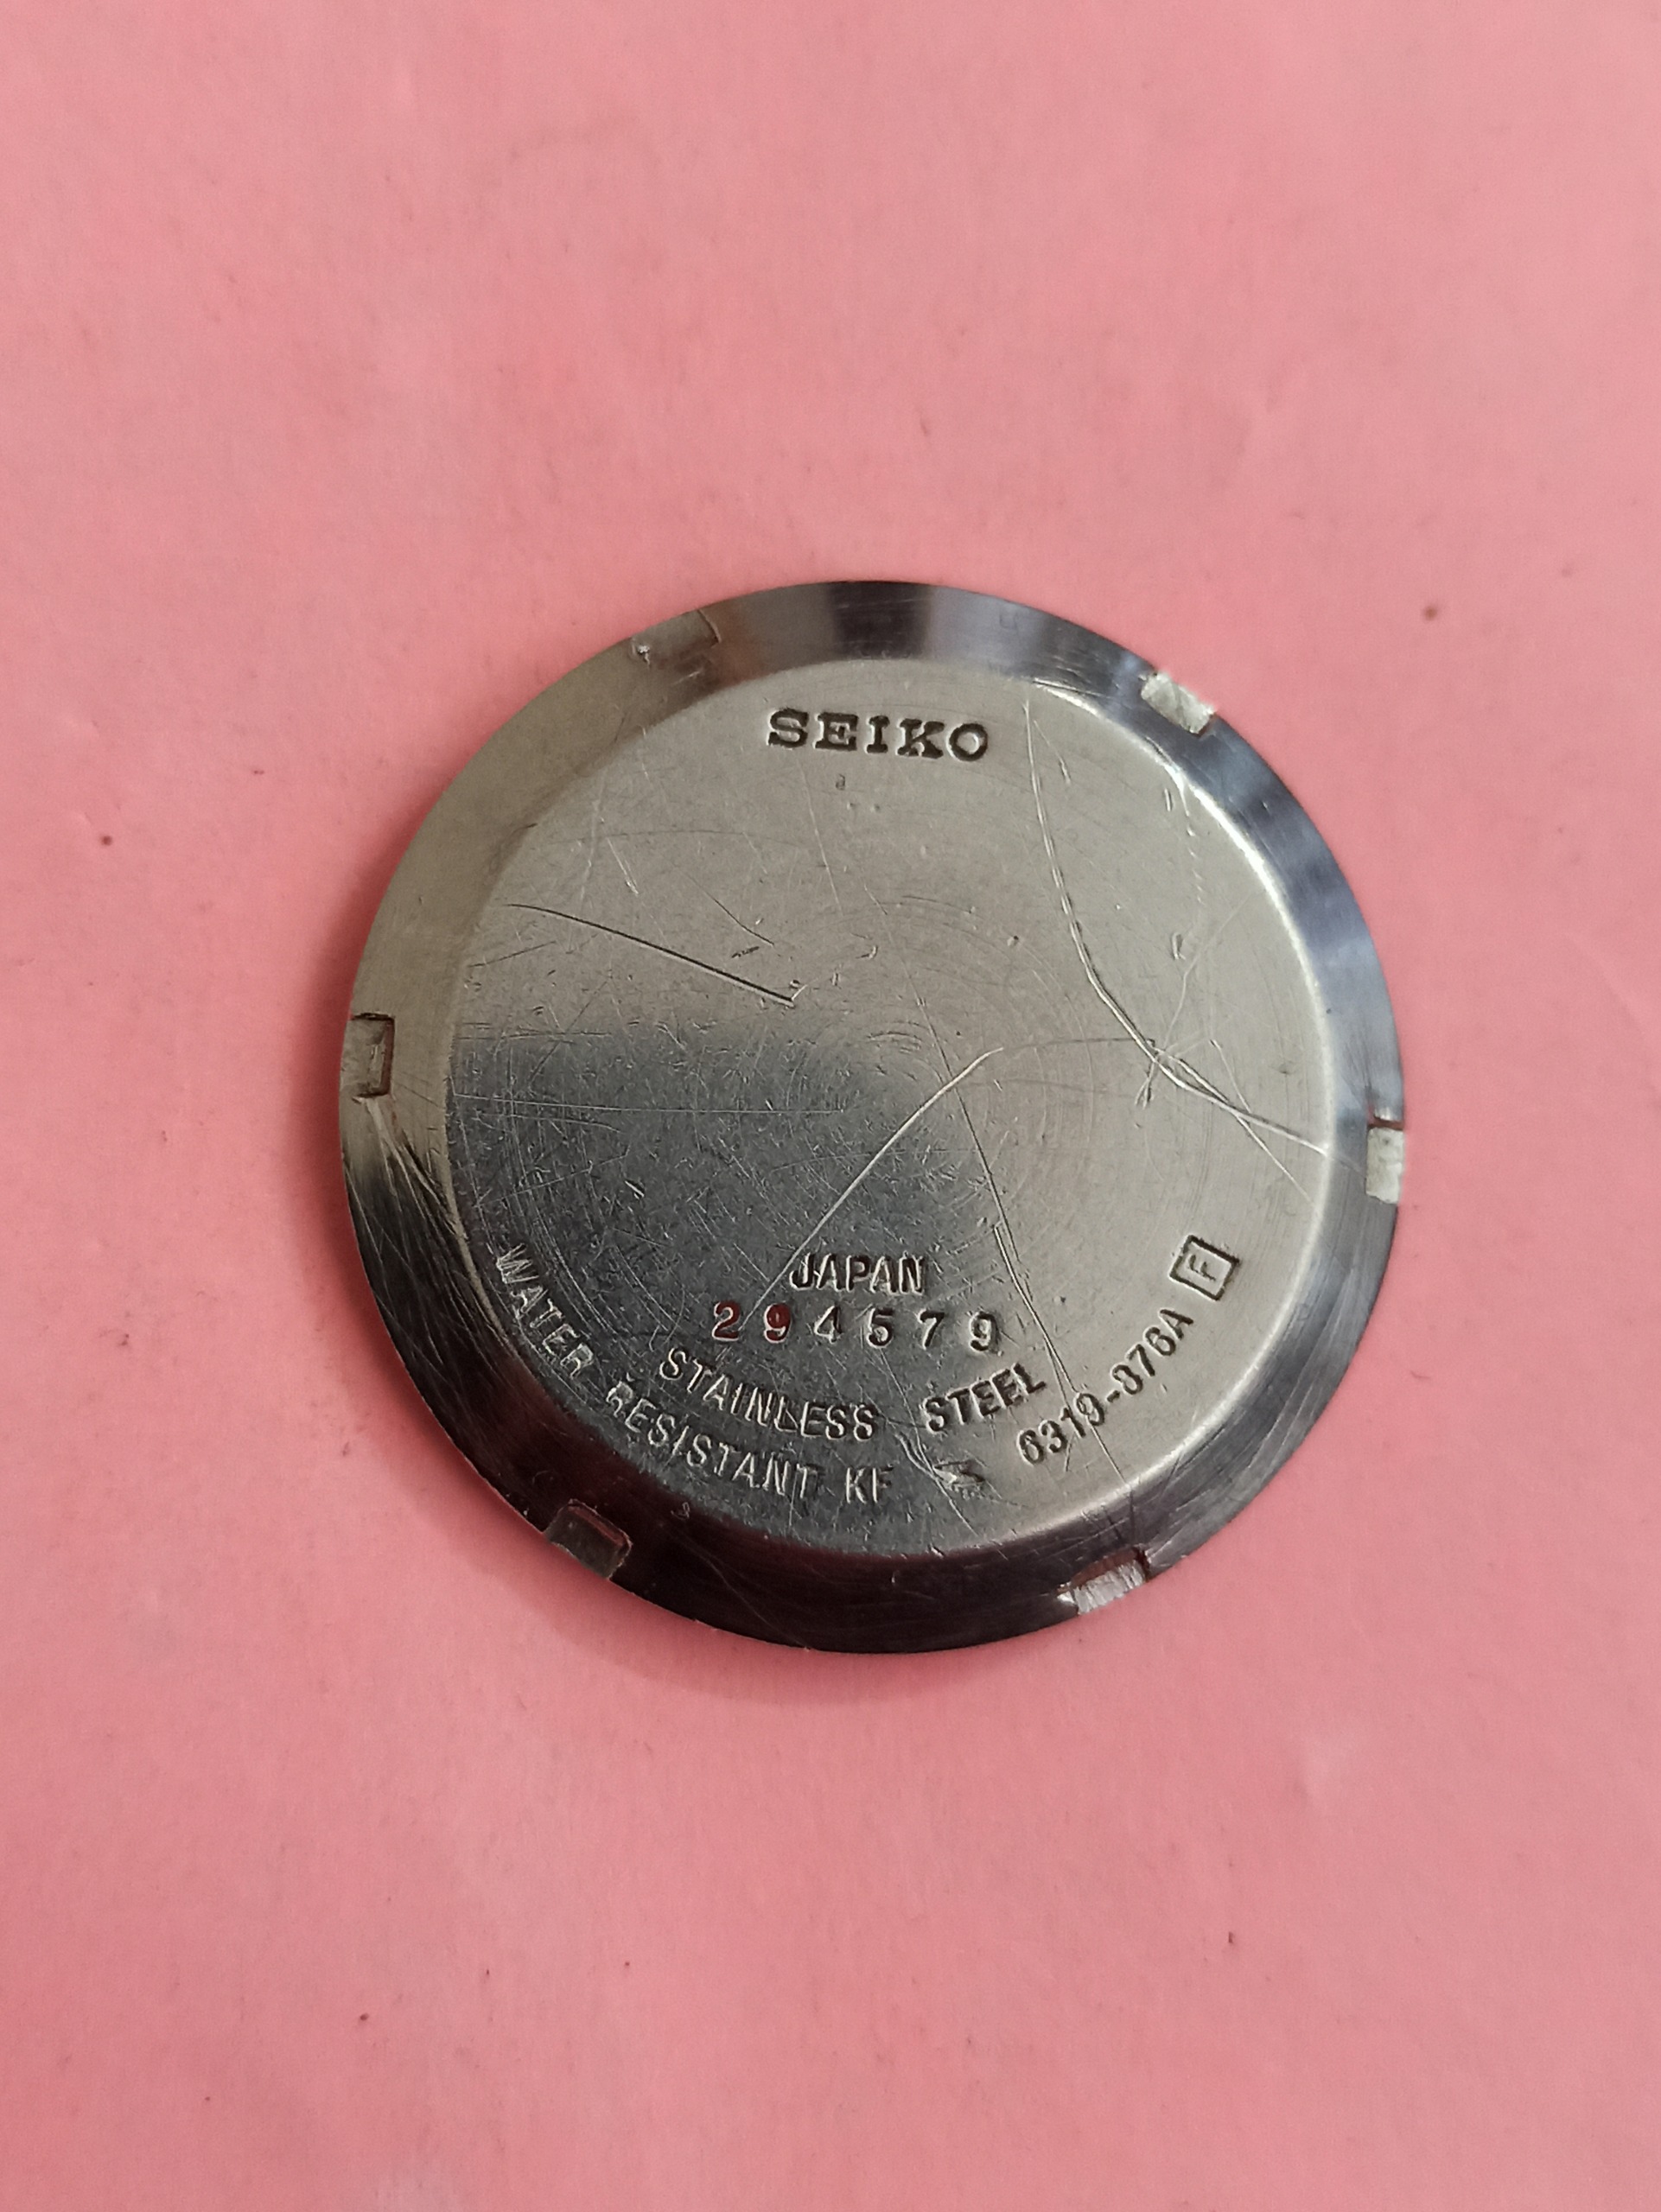 SEIKO
JAPAN
294579
STAINLESS STEEL
WATER RESISTANT KF 6319-876A F